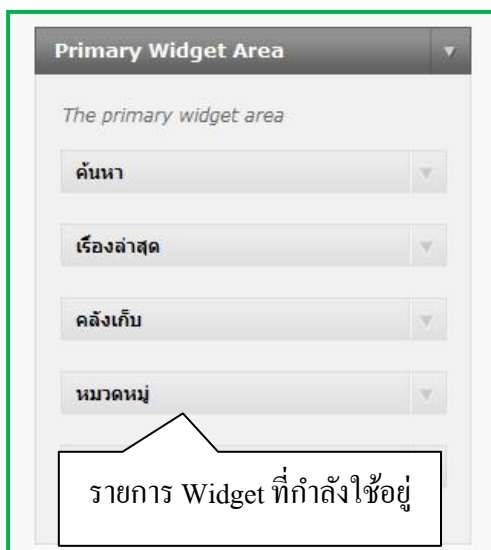 Primary Widget Area
The primary widget area
ค้นหา
เรื่องล่าสุด
คลังเก็บ
หมวดหมู่
รายการ Widget ที่กำลังใช้อยู่